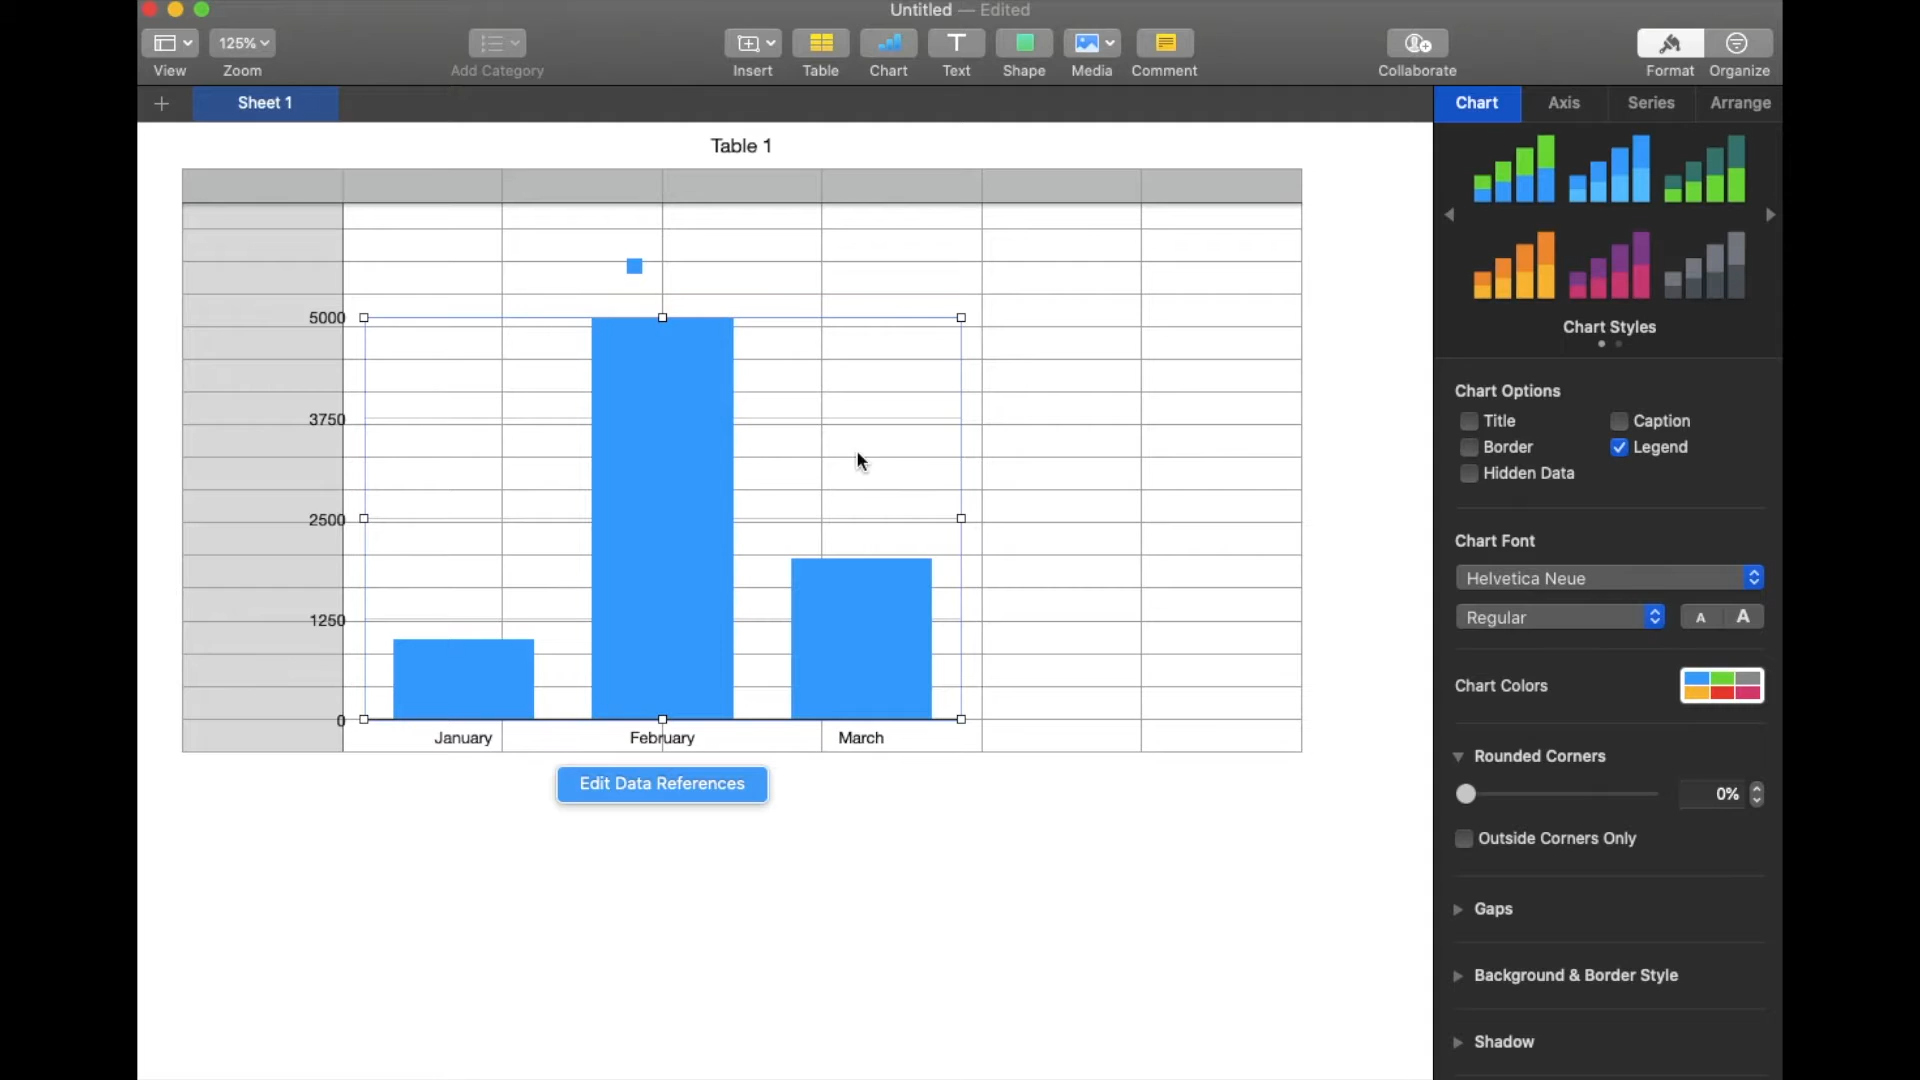 Untitled — Edited
125%
View
Zoom
Add Category
Insert
Table
Chart
Text
Shape
Media
Comment
Collaborate
Format
Organize
Sheet 1
Chart
Axis
Series
Arrange
Table 1
5000
3750
2500
1250
0
January
February
March
Edit Data References
Chart Styles
Chart Options
Title
Caption
Border
Legend
Hidden Data
Chart Font
Helvetica Neue
Regular
A
A
Chart Colors
Rounded Corners
0%
Outside Corners Only
Gaps
Background & Border Style
Shadow